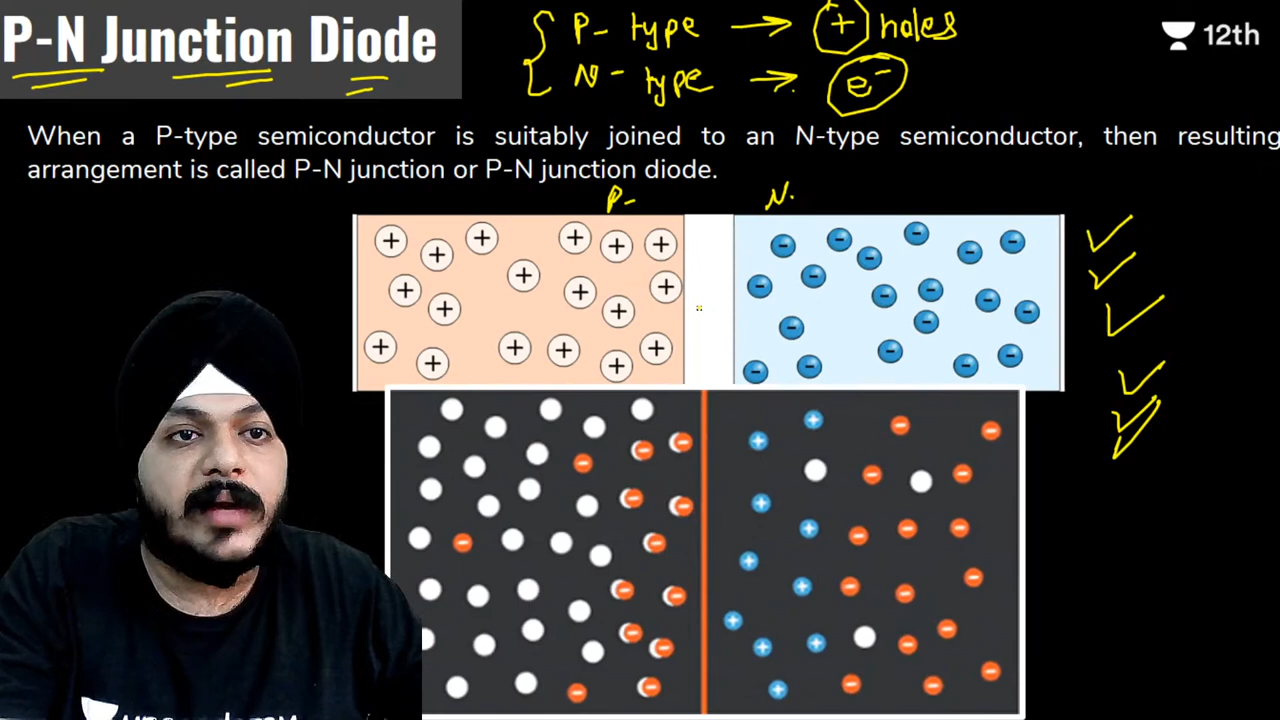 P-N Junction Diode
P- type → + holes
N- type → e-
12th
When a P-type semiconductor is suitably joined to an N-type semiconductor, then resulting
arrangement is called P-N junction or P-N junction diode.
P-
N.